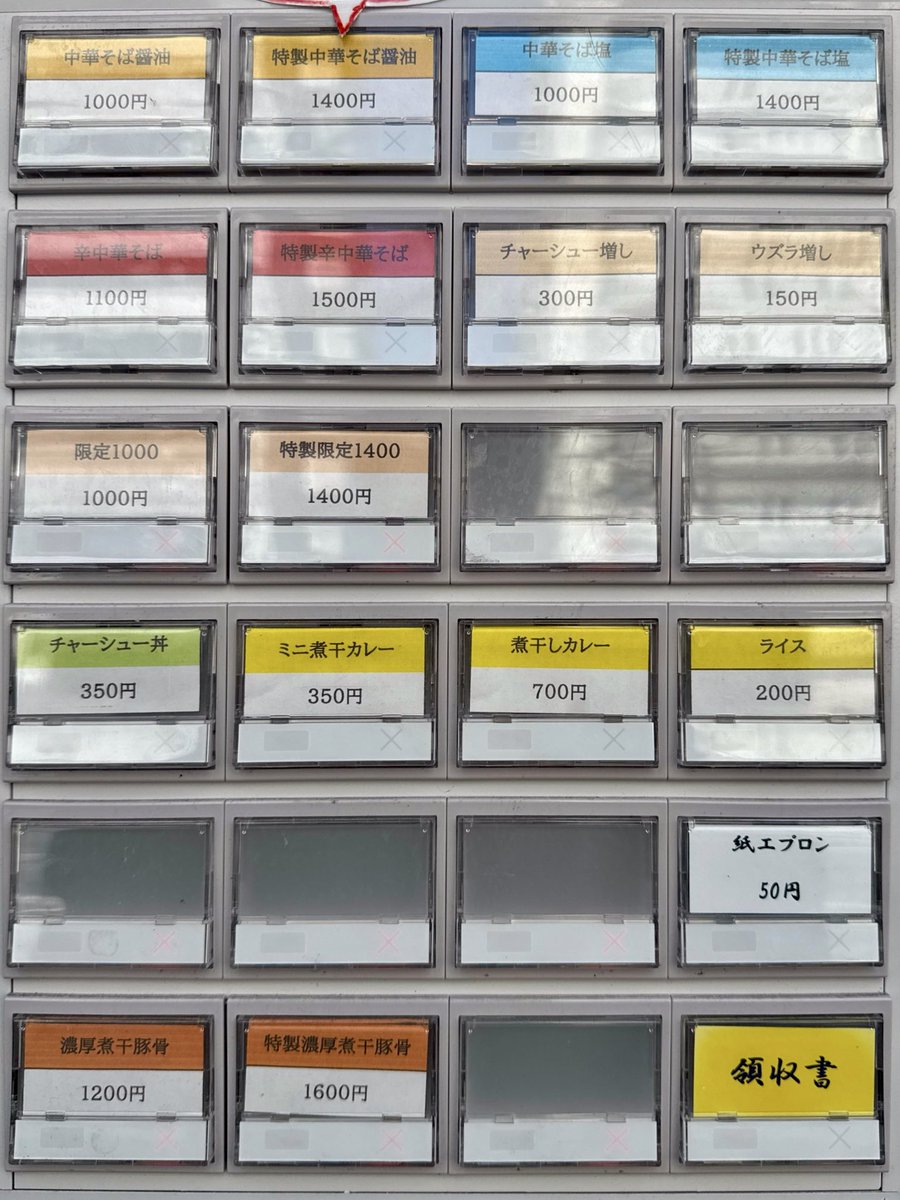 中華そば醤油
1000円
特製中華そば醤油
1400円
中華そば塩
1000円
特製中華そば塩
1400円
辛中華そば
1100円
特製辛中華そば
1500円
チャーシュー増し
300円
ウズラ増し
150円
限定1000
1000円
特製限定1400
1400円
チャーシュー丼
350円
ミニ煮干カレー
350円
煮干しカレー
700円
ライス
200円
紙エプロン
50円
濃厚煮干豚骨
1200円
特製濃厚煮干豚骨
1600円
領収書